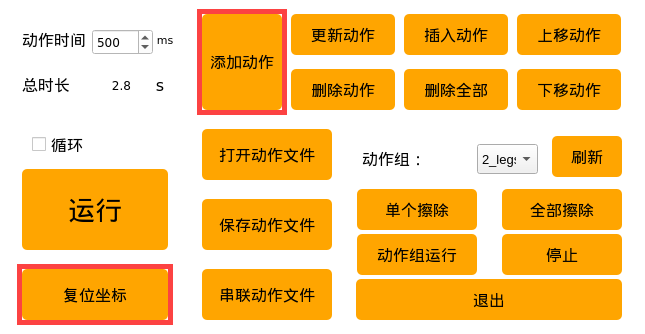 动作时间 500 ms
总时长 2.8 s
添加动作
更新动作 插入动作 上移动作
删除动作 删除全部 下移动作
循环
运行
复位坐标
打开动作文件
保存动作文件
串联动作文件
动作组： 2_legs 刷新
单个擦除 全部擦除
动作组运行 停止
退出